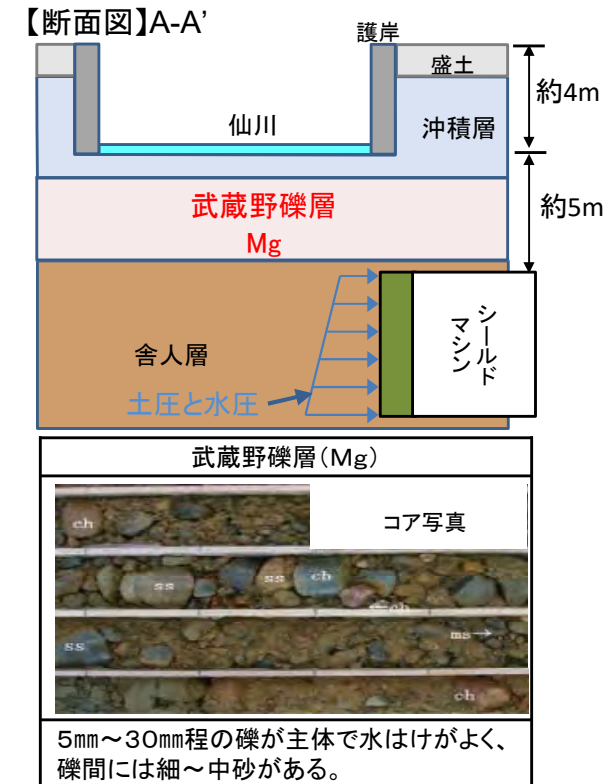 【断面図】A-A’
護岸
盛土
約4m
仙川
沖積層
武蔵野礫層
Mg
約5m
シールド
マシン
舎人層
土圧と水圧
武蔵野礫層（Mg）
コア写真
ch
ss
ss
ch
←ch
ms→
ss
ch
5㎜～30㎜程の礫が主体で水はけがよく、
礫間には細～中砂がある。